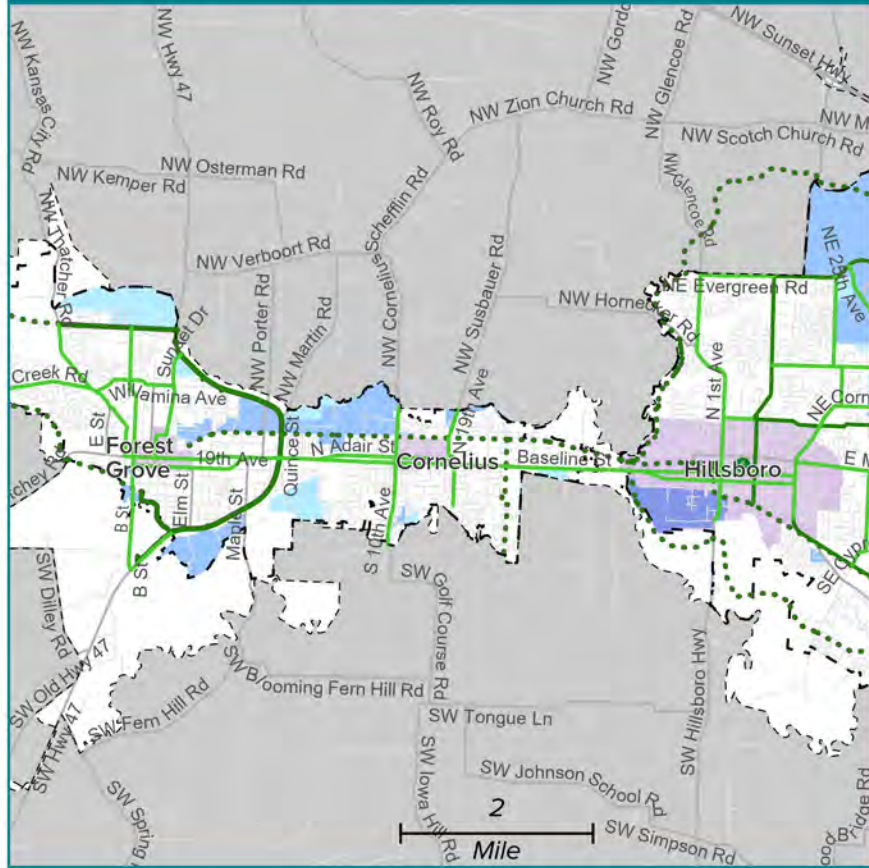 NW Kansas City Rd
NW Hwy 47
NW Roy Rd
NW Gordo
NW Glencoe Rd
NW Sunset Hwy
NW Zion Church Rd
NW M
NW Scotch Church Rd
NW Osterman Rd
NW Kemper Rd
NW Glencoe Rd
NW Cornelius Schefflin Rd
NW Thatcher Rd
NW Verboort Rd
NW Susbauer Rd
NE 25th Ave
NE Evergreen Rd
NW Hornecker Rd
NW Porter Rd
NW Martin Rd
Sunset Dr
N 1st Ave
Creek Rd
Willamina Ave
N 19th Ave
NE Corn
E St
Quince St
N Adair St
Forest
Grove
19th Ave
Cornelius
Baseline St
Hillsboro
E M
nchey Rd
Elm St
Maple St
B St
S 10th Ave
SE Cypr
B St
SW Golf Course Rd
SW Dilley Rd
SW Hillsboro Hwy
SW Old Hwy 47
SW B
ooming Fern Hill Rd
SW Fern Hill Rd
SW Tongue Ln
SW Hwy 47
SW Iowa Hill Rd
SW Johnson School Rd
SW Spring
2
Mile
SW Simpson Rd
ood Br
Bridge Rd